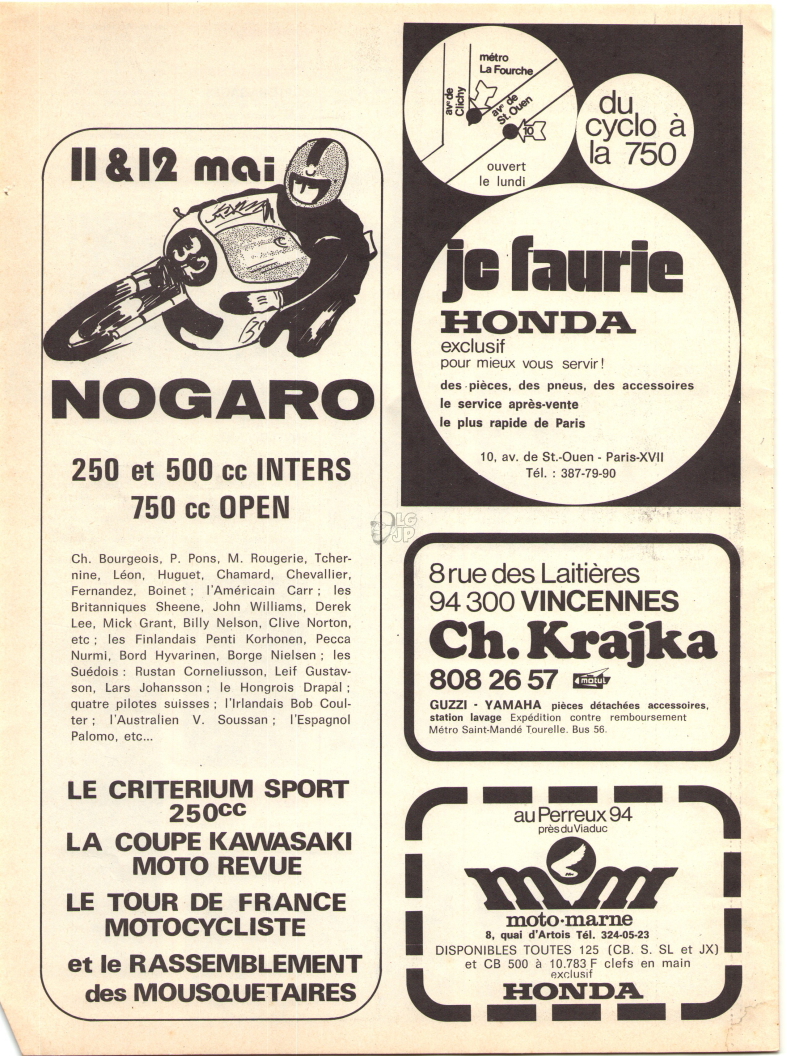 11 & 12 mai
32
NOGARO
250 et 500 cc INTERS
750 cc OPEN
Ch. Bourgeois, P. Pons, M. Rougerie, Tcher-
nine, Léon, Huguet, Chamard, Chevallier,
Fernandez, Boinet ; l'Américain Carr ; les
Britanniques Sheene, John Williams, Derek
Lee, Mick Grant, Billy Nelson, Clive Norton,
etc ; les Finlandais Penti Korhonen, Pecca
Nurmi, Bord Hyvarinen, Borge Nielsen ; les
Suédois : Rustan Corneliusson, Leif Gustav-
son, Lars Johansson ; le Hongrois Drapal ;
quatre pilotes suisses ; l'Irlandais Bob Coul-
ter ; l'Australien V. Soussan ; l'Espagnol
Palomo, etc...
LE CRITERIUM SPORT
250cc
LA COUPE KAWASAKI
MOTO REVUE
LE TOUR DE FRANCE
MOTOCYCLISTE
et le RASSEMBLEMENT
des MOUSQUETAIRES
métro
La Fourche
av. de
Clichy
av. de
St. Ouen
10
ouvert
le lundi
du
cyclo à
la 750
jc faurie
HONDA
exclusif
pour mieux vous servir!
des pièces, des pneus, des accessoires
le service après-vente
le plus rapide de Paris
10, av. de St.-Ouen - Paris-XVII
Tél. : 387-79-90
LG
JP
8 rue des Laitières
94 300 VINCENNES
Ch. Krajka
808 26 57 motul
GUZZI - YAMAHA pièces détachées accessoires,
station lavage Expédition contre remboursement
Métro Saint-Mandé Tourelle. Bus 56.
au Perreux 94
près du Viaduc
mm
moto-marne
8, quai d'Artois Tél. 324-05-23
DISPONIBLES TOUTES 125 (CB. S. SL et JX)
et CB 500 à 10.783 F clefs en main
exclusif
HONDA